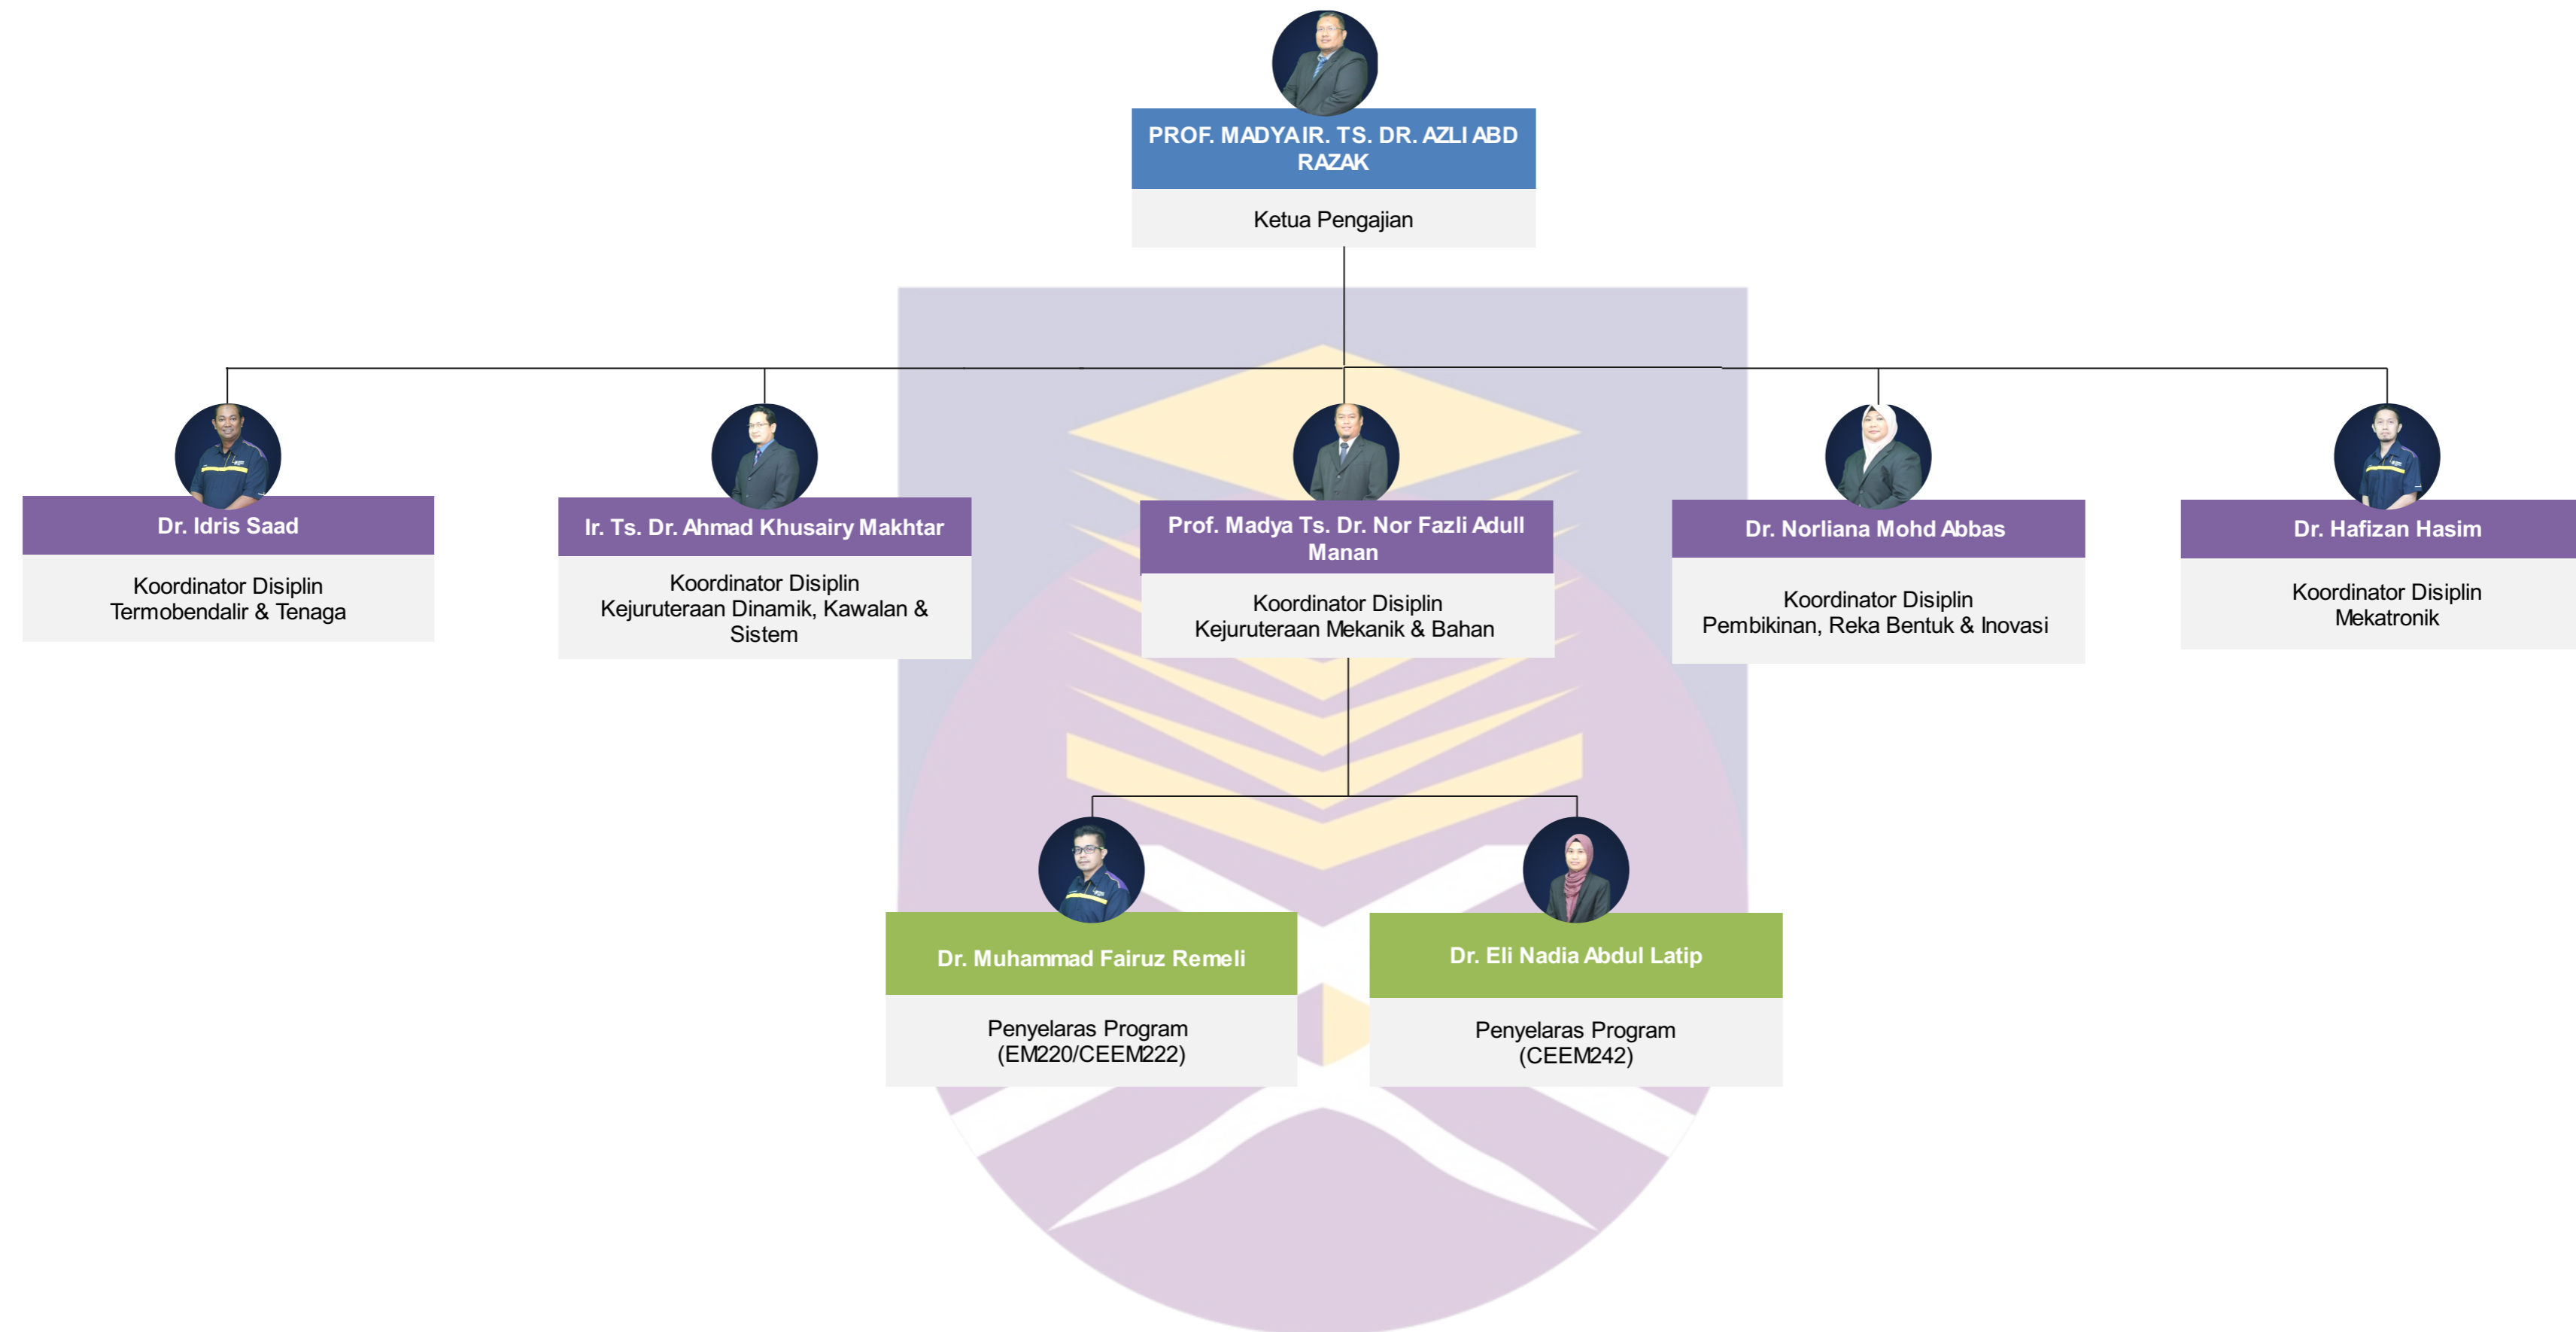 PROF. MADYA IR. TS. DR. AZLI ABD
RAZAK
Ketua Pengajian
Dr. Idris Saad
Koordinator Disiplin
Termobendalir & Tenaga
Ir. Ts. Dr. Ahmad Khusairy Makhtar
Koordinator Disiplin
Kejuruteraan Dinamik, Kawalan &
Sistem
Prof. Madya Ts. Dr. Nor Fazli Adull
Manan
Koordinator Disiplin
Kejuruteraan Mekanik & Bahan
Dr. Norliana Mohd Abbas
Koordinator Disiplin
Pembikinan, Reka Bentuk & Inovasi
Dr. Hafizan Hasim
Koordinator Disiplin
Mekatronik
Dr. Muhammad Fairuz Remeli
Penyelaras Program
(EM220/CEEM222)
Dr. Eli Nadia Abdul Latip
Penyelaras Program
(CEEM242)